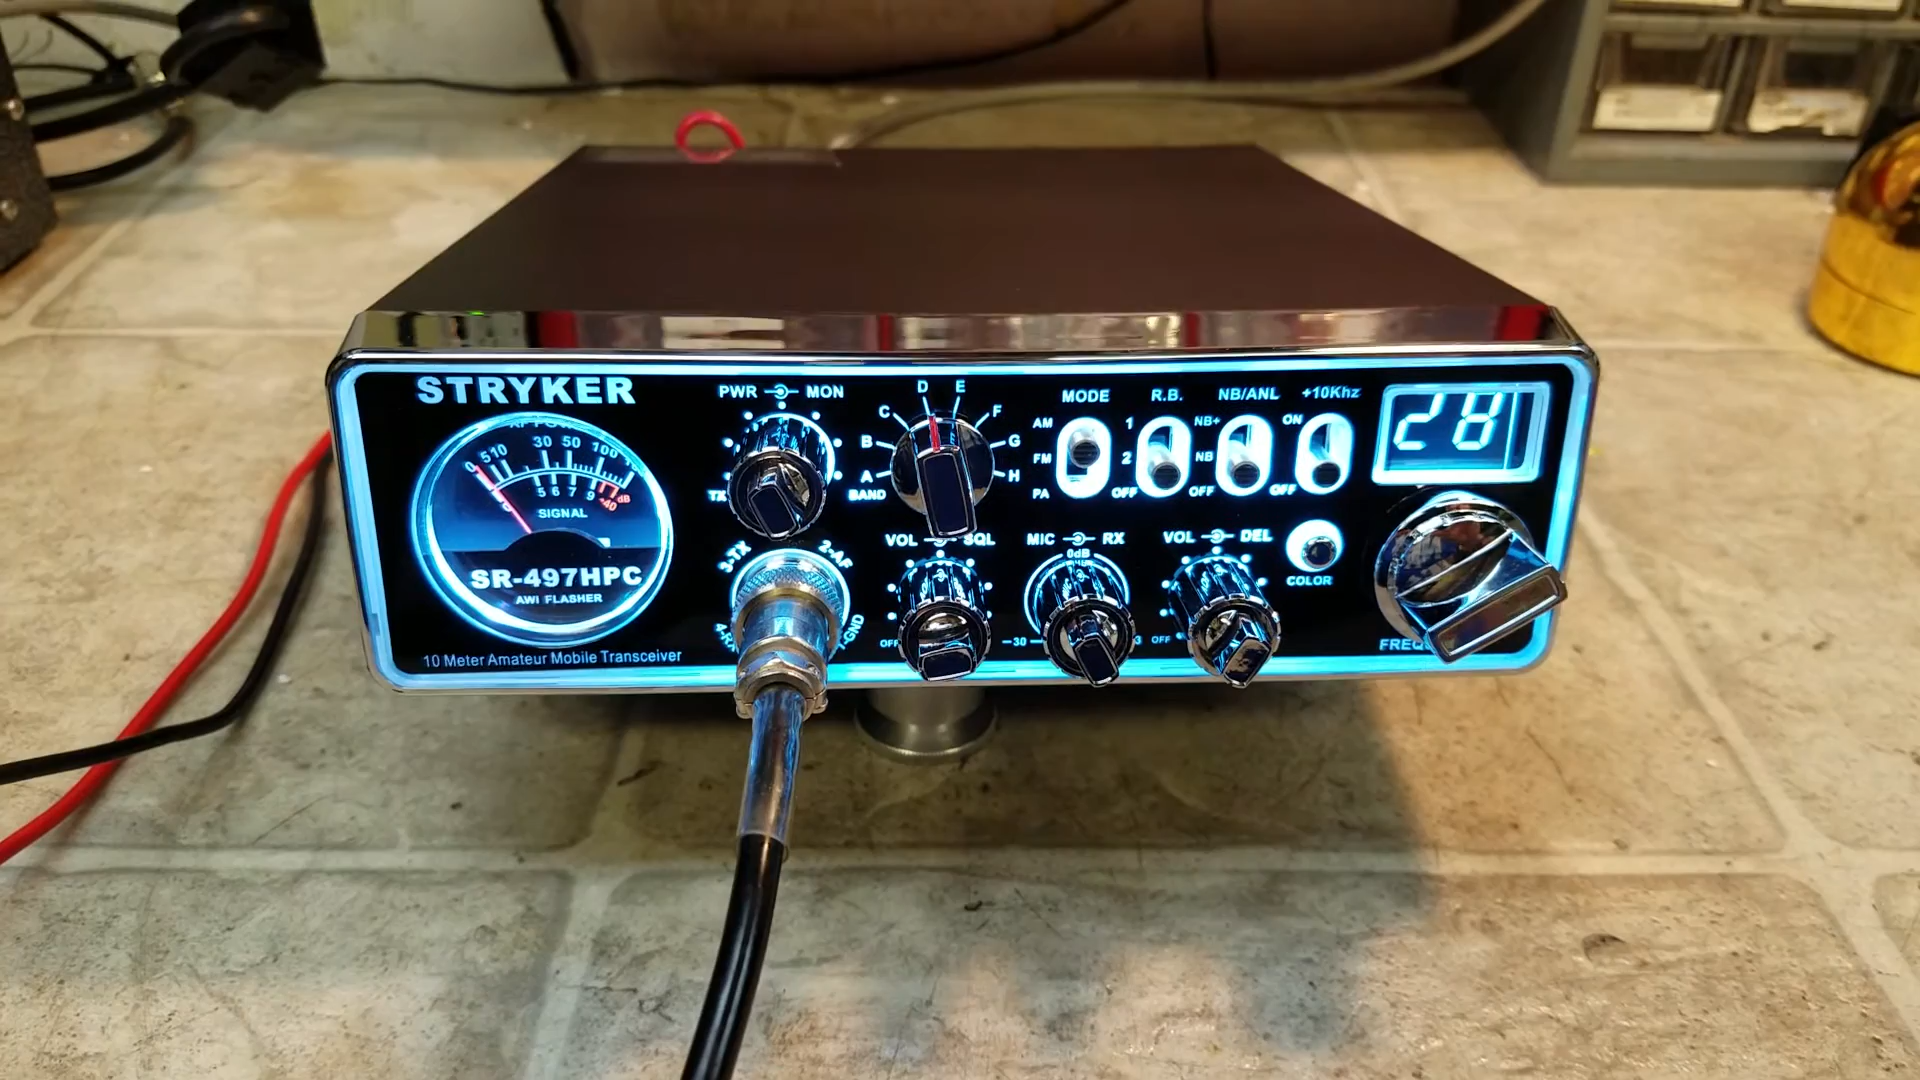 STRYKER
30 50 100
0 5 10
5 6 7 9 +40 dB
SIGNAL
SR-497HPC
AWI FLASHER
10 Meter Amateur Mobile Transceiver
PWR MON
TX
3-TX 2-AF
1-GND
A B C D E F G H
BAND
MODE
AM
FM
PA
R.B.
1
2
OFF
NB/ANL
NB+
NB
OFF
+10Khz
ON
OFF
28
VOL SQL
OFF
MIC RX
0dB
-30
VOL DEL
OFF
COLOR